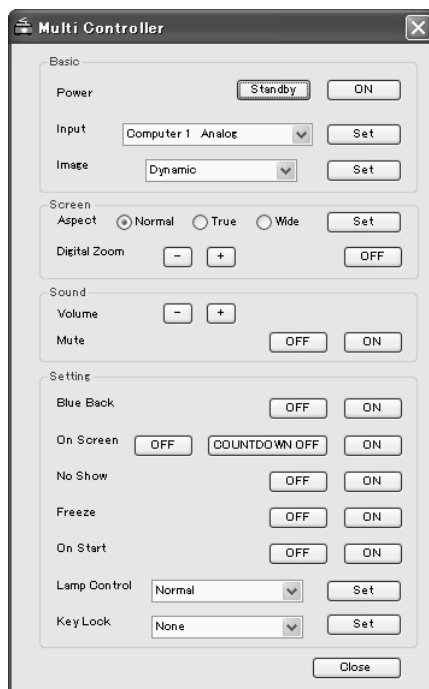 Multi Controller
Basic
Power Standby ON
Input Computer 1 Analog Set
Image Dynamic Set
Screen
Aspect Normal True Wide Set
Digital Zoom - + OFF
Sound
Volume - +
Mute OFF ON
Setting
Blue Back OFF ON
On Screen OFF COUNTDOWN OFF ON
No Show OFF ON
Freeze OFF ON
On Start OFF ON
Lamp Control Normal Set
Key Lock None Set
Close